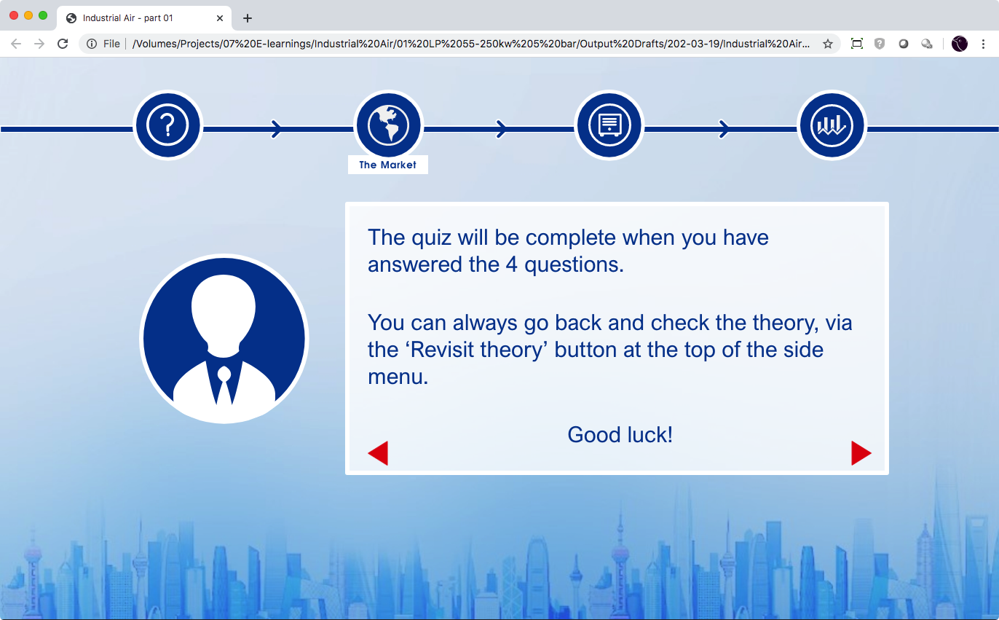 Industrial Air - part 01
File
/Volumes/Projects/07%20E-learnings/Industrial%20Air/01%20LP%2055-250kw%205%20bar/Output%20Drafts/202-03-19/Industrial%20Air...
?
The Market
The quiz will be complete when you have
answered the 4 questions.
You can always go back and check the theory, via
the ‘Revisit theory’ button at the top of the side
menu.
Good luck!